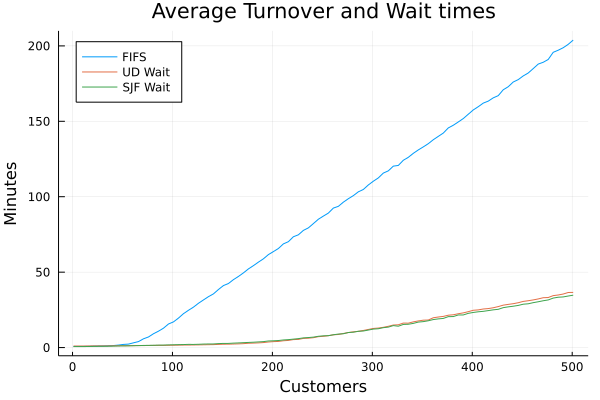 Average Turnover and Wait times
FIFS
UD Wait
SJF Wait
Minutes
200
150
100
50
0
0 100 200 300 400 500
Customers